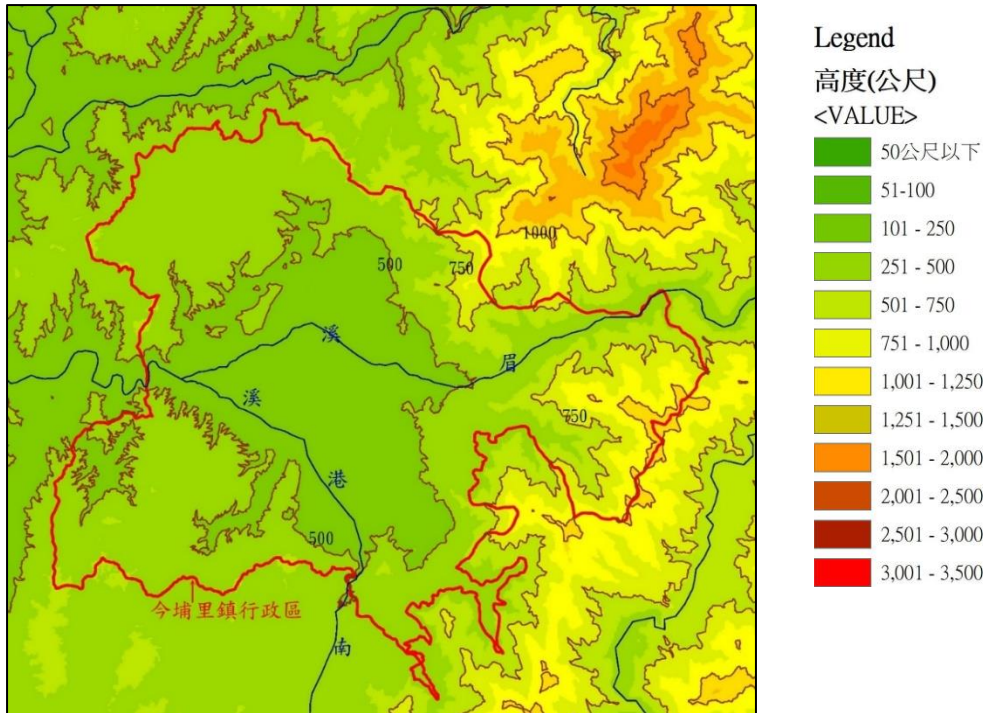 1000
500
750
溪
眉
溪
750
港
500
今埔里鎮行政區
南
Legend
高度(公尺)
<VALUE>
50公尺以下
51-100
101 - 250
251 - 500
501 - 750
751 - 1,000
1,001 - 1,250
1,251 - 1,500
1,501 - 2,000
2,001 - 2,500
2,501 - 3,000
3,001 - 3,500